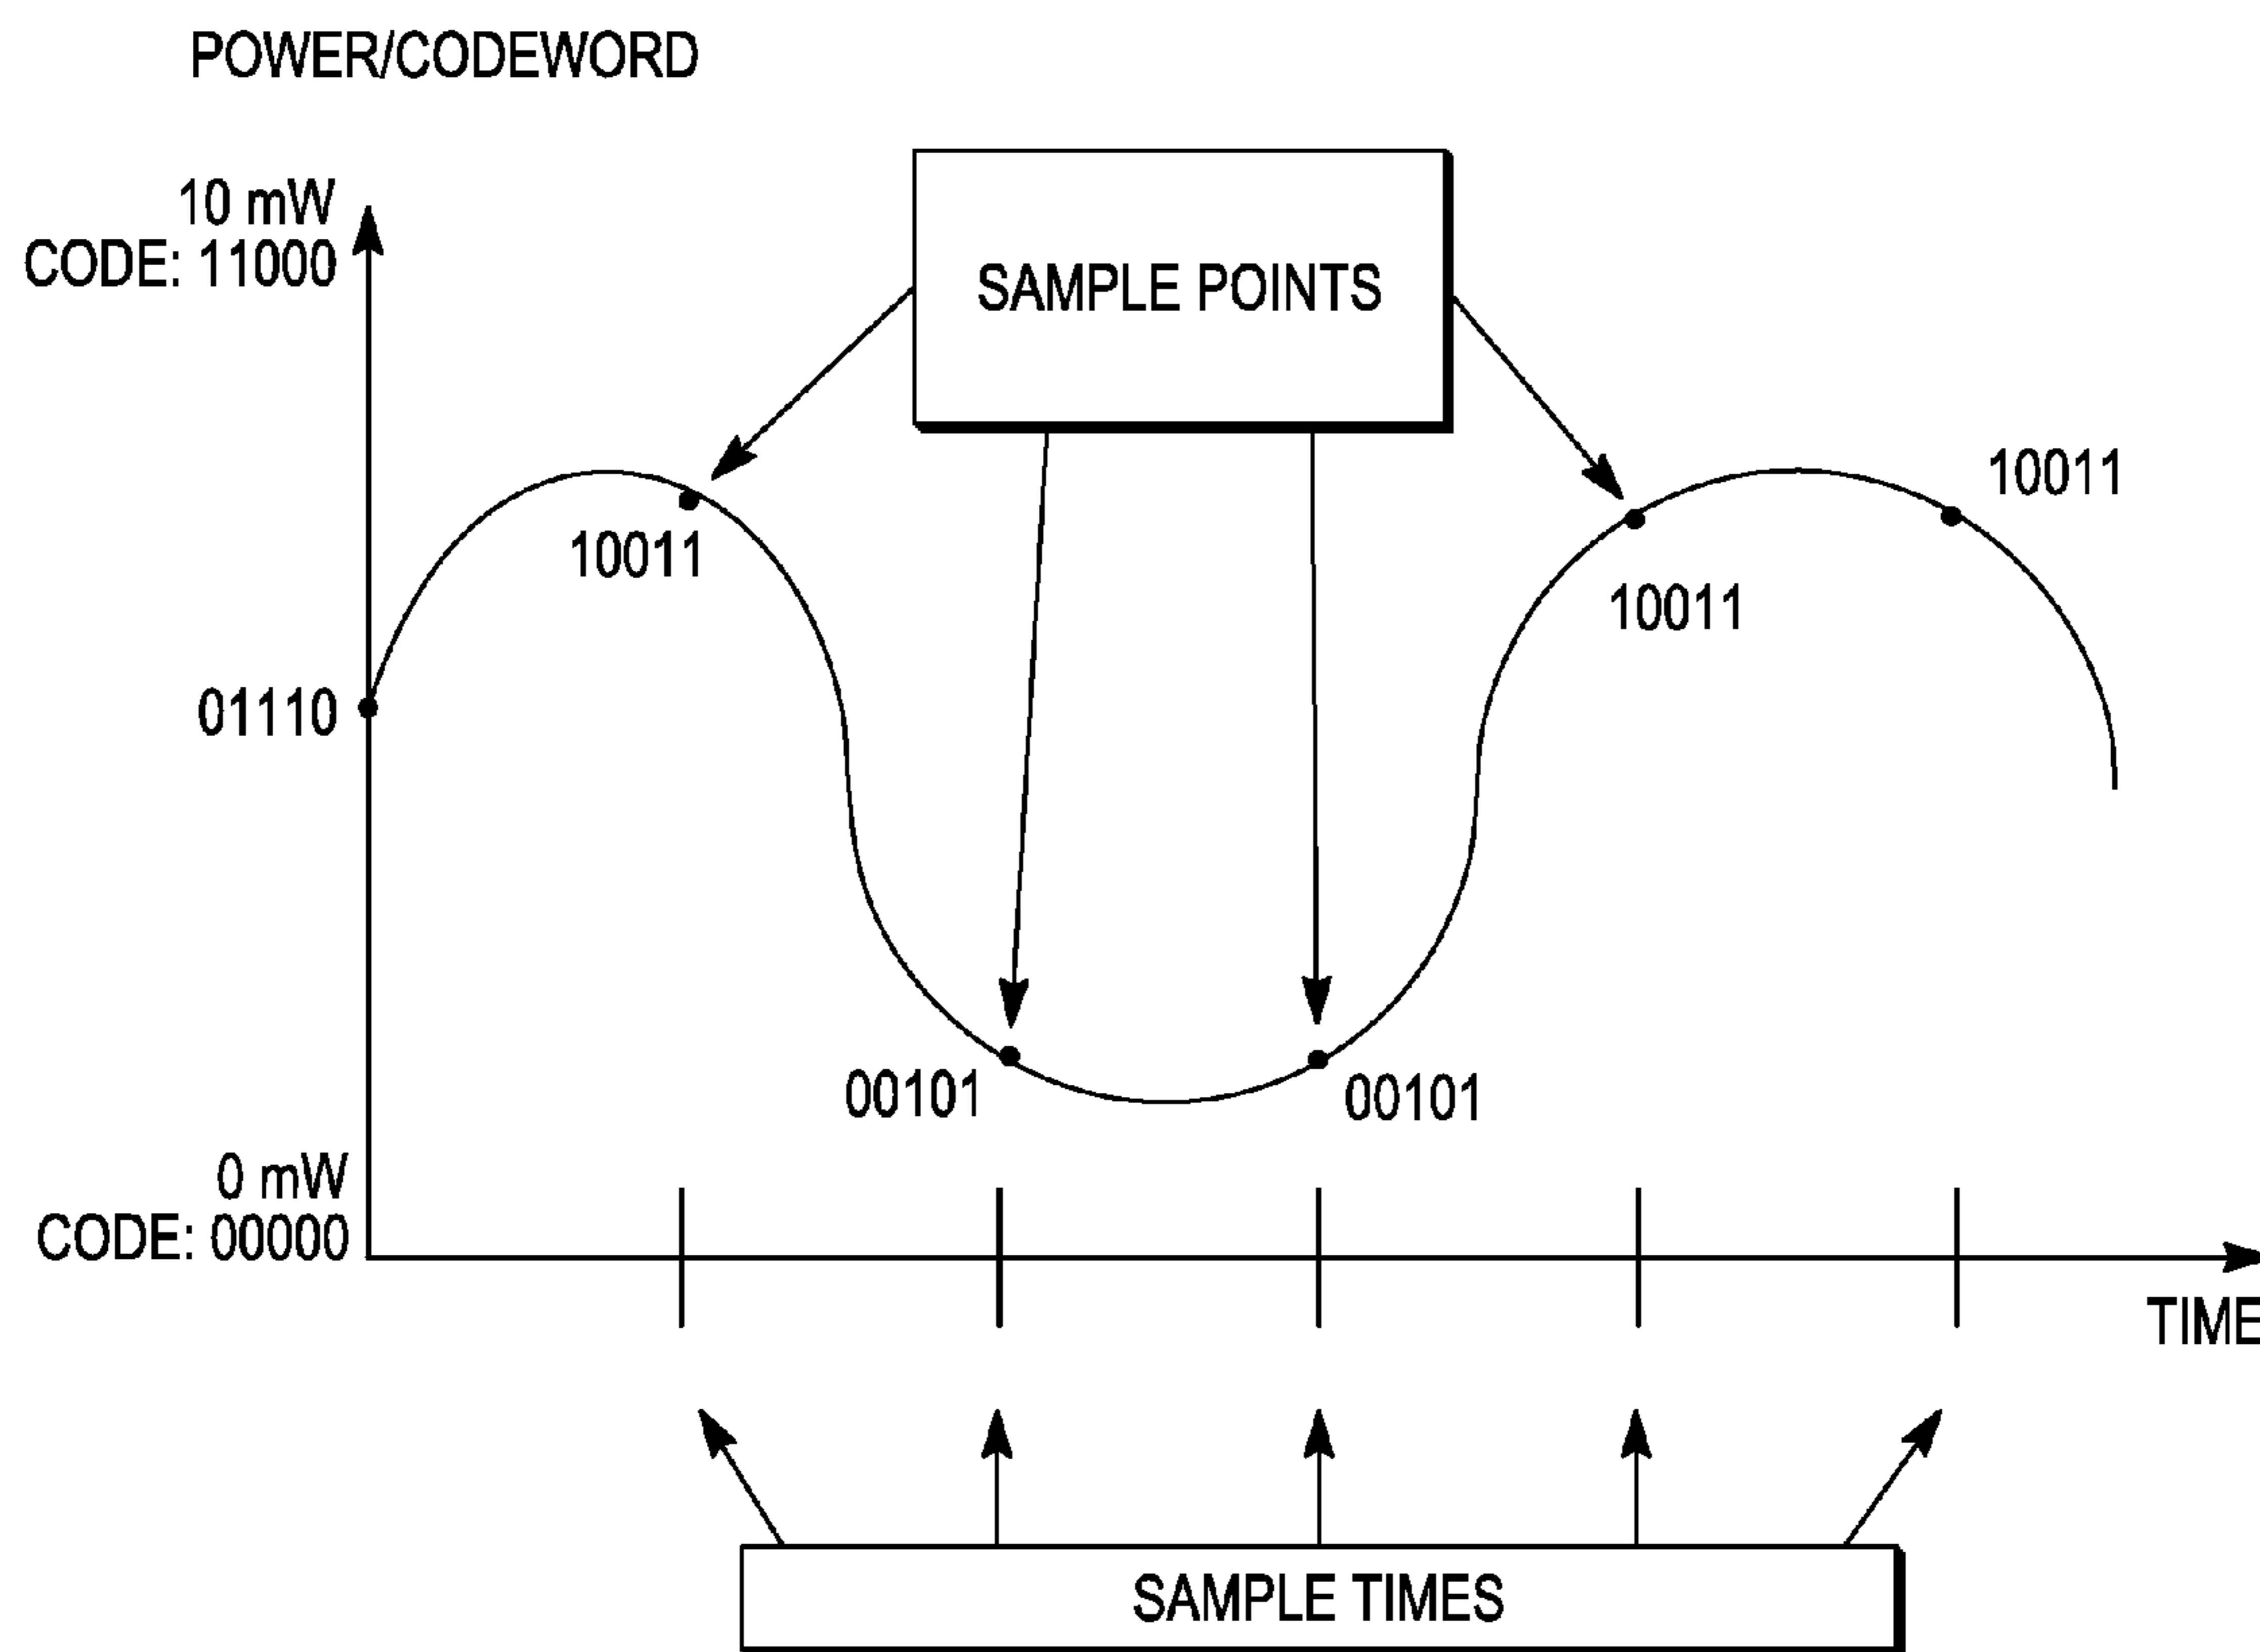 POWER/CODEWORD
10 mW
CODE: 11000
SAMPLE POINTS
10011
10011
10011
01110
00101
00101
0 mW
CODE: 00000
TIME
SAMPLE TIMES